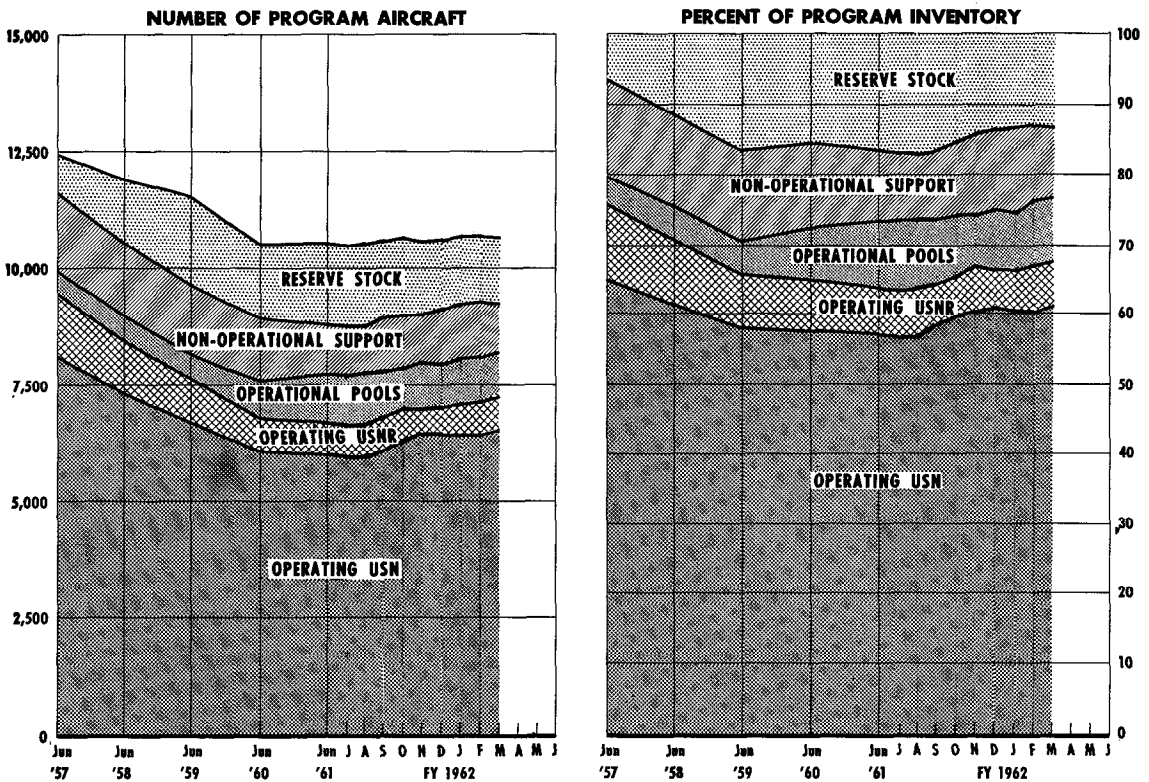 NUMBER OF PROGRAM AIRCRAFT
15,000
12,500
10,000
7,500
5,000
2,500
0
RESERVE STOCK
NON-OPERATIONAL SUPPORT
OPERATIONAL POOLS
OPERATING USNR
OPERATING USN
Jun Jun Jun Jun Jun J A S O N D J F M A M J
'57 '58 '59 '60 '61 FY 1962
PERCENT OF PROGRAM INVENTORY
100
90
80
70
60
50
40
30
20
10
0
RESERVE STOCK
NON-OPERATIONAL SUPPORT
OPERATIONAL POOLS
OPERATING USNR
OPERATING USN
Jun Jun Jun Jun Jun J A S O N D J F M A M J
'57 '58 '59 '60 '61 FY 1962